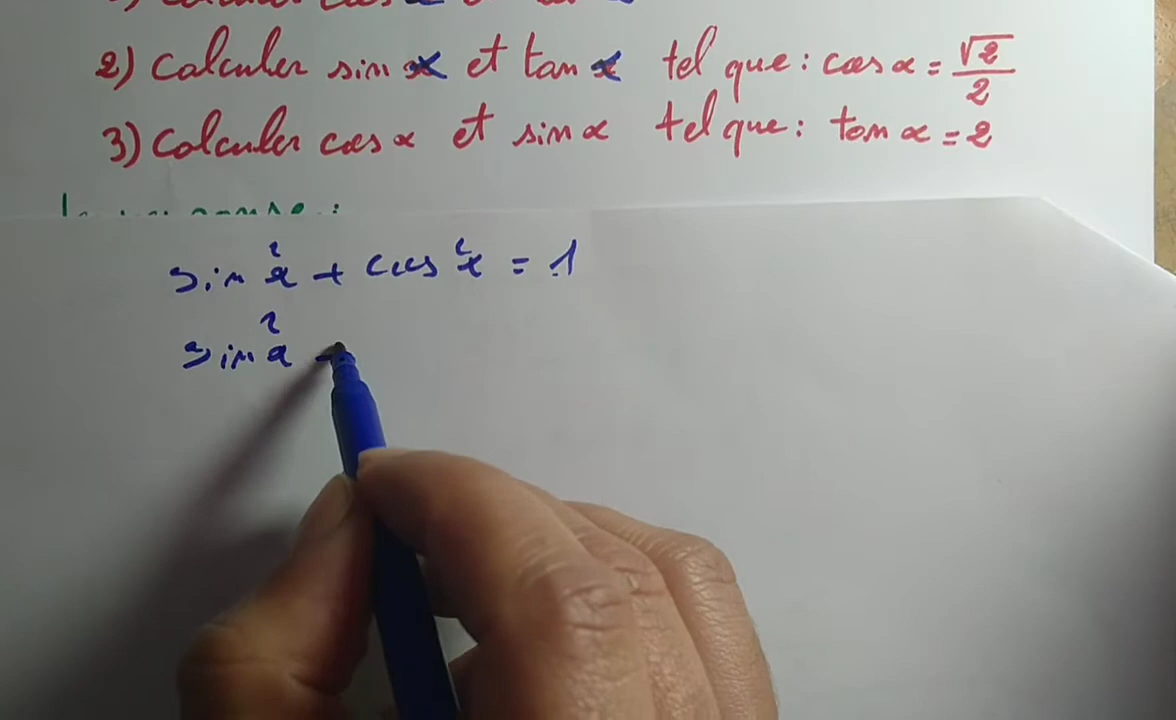 2) Calculer sin α et tan α tel que : cos α = √2/2
3) Calculer cos α et sin α tel que : tan α = 2
sin²α + cos²α = 1
sin²α